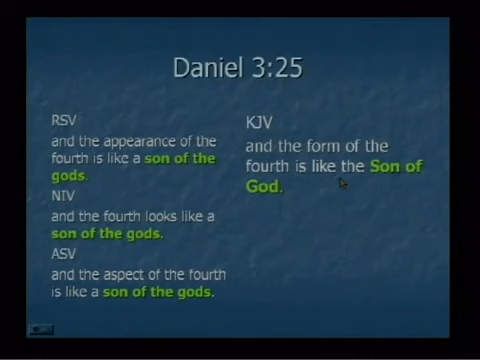 Daniel 3:25
RSV
and the appearance of the
fourth is like a son of the
gods.
NIV
and the fourth looks like a
son of the gods.
ASV
and the aspect of the fourth
is like a son of the gods.
KJV
and the form of the
fourth is like the Son of
God.